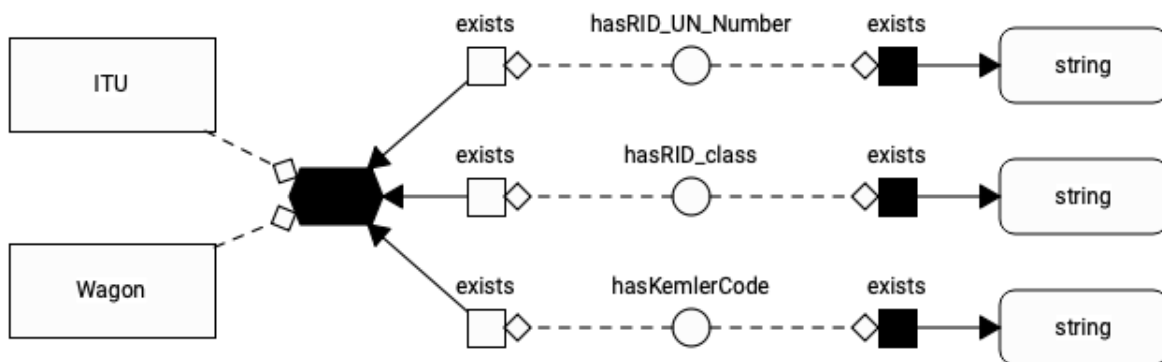 exists hasRID_UN_Number exists
ITU string
exists hasRID_class exists
string
Wagon exists hasKemlerCode exists
string